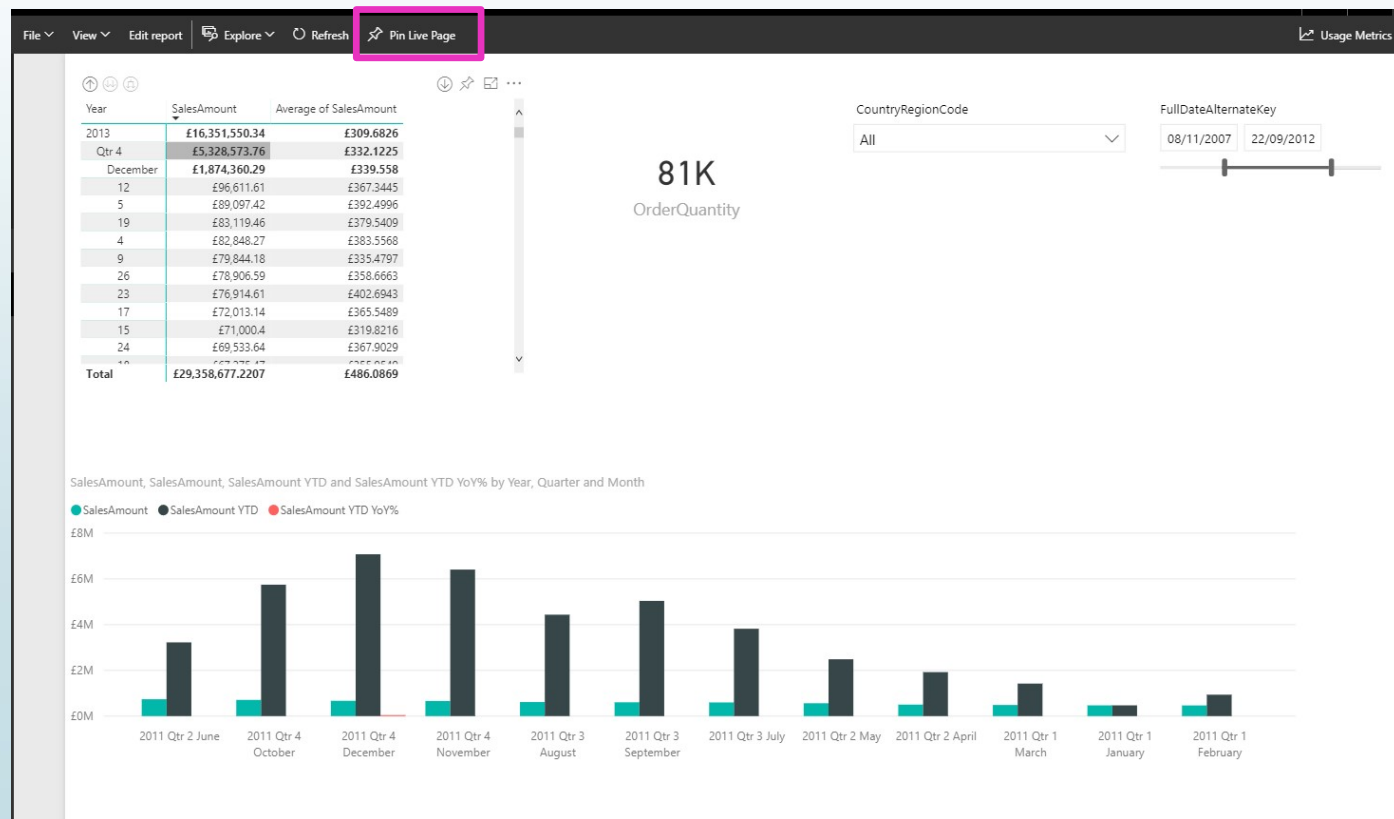 File View Edit report Explore Refresh Pin Live Page Usage Metrics
Year SalesAmount Average of SalesAmount
2013 £16,351,550.34 £309.6826
Qtr 4 £5,328,573.76 £332.1225
December £1,874,360.29 £339.558
12 £96,611.61 £367.3445
5 £89,097.42 £392.4996
19 £83,119.46 £379.5409
4 £82,848.27 £383.5568
9 £79,844.18 £335.4797
26 £78,906.59 £358.6663
23 £76,914.61 £402.6943
17 £72,013.14 £365.5489
15 £71,000.4 £319.8216
24 £69,533.64 £367.9029
Total £29,358,677.2207 £486.0869
81K
OrderQuantity
CountryRegionCode
All
FullDateAlternateKey
08/11/2007 22/09/2012
SalesAmount, SalesAmount, SalesAmount YTD and SalesAmount YTD YoY% by Year, Quarter and Month
SalesAmount SalesAmount YTD SalesAmount YTD YoY%
£8M
£6M
£4M
£2M
£0M
2011 Qtr 2 June 2011 Qtr 4 2011 Qtr 4 2011 Qtr 4 2011 Qtr 3 2011 Qtr 3 2011 Qtr 3 July 2011 Qtr 2 May 2011 Qtr 2 April 2011 Qtr 1 2011 Qtr 1 2011 Qtr 1
October December November August September March January February